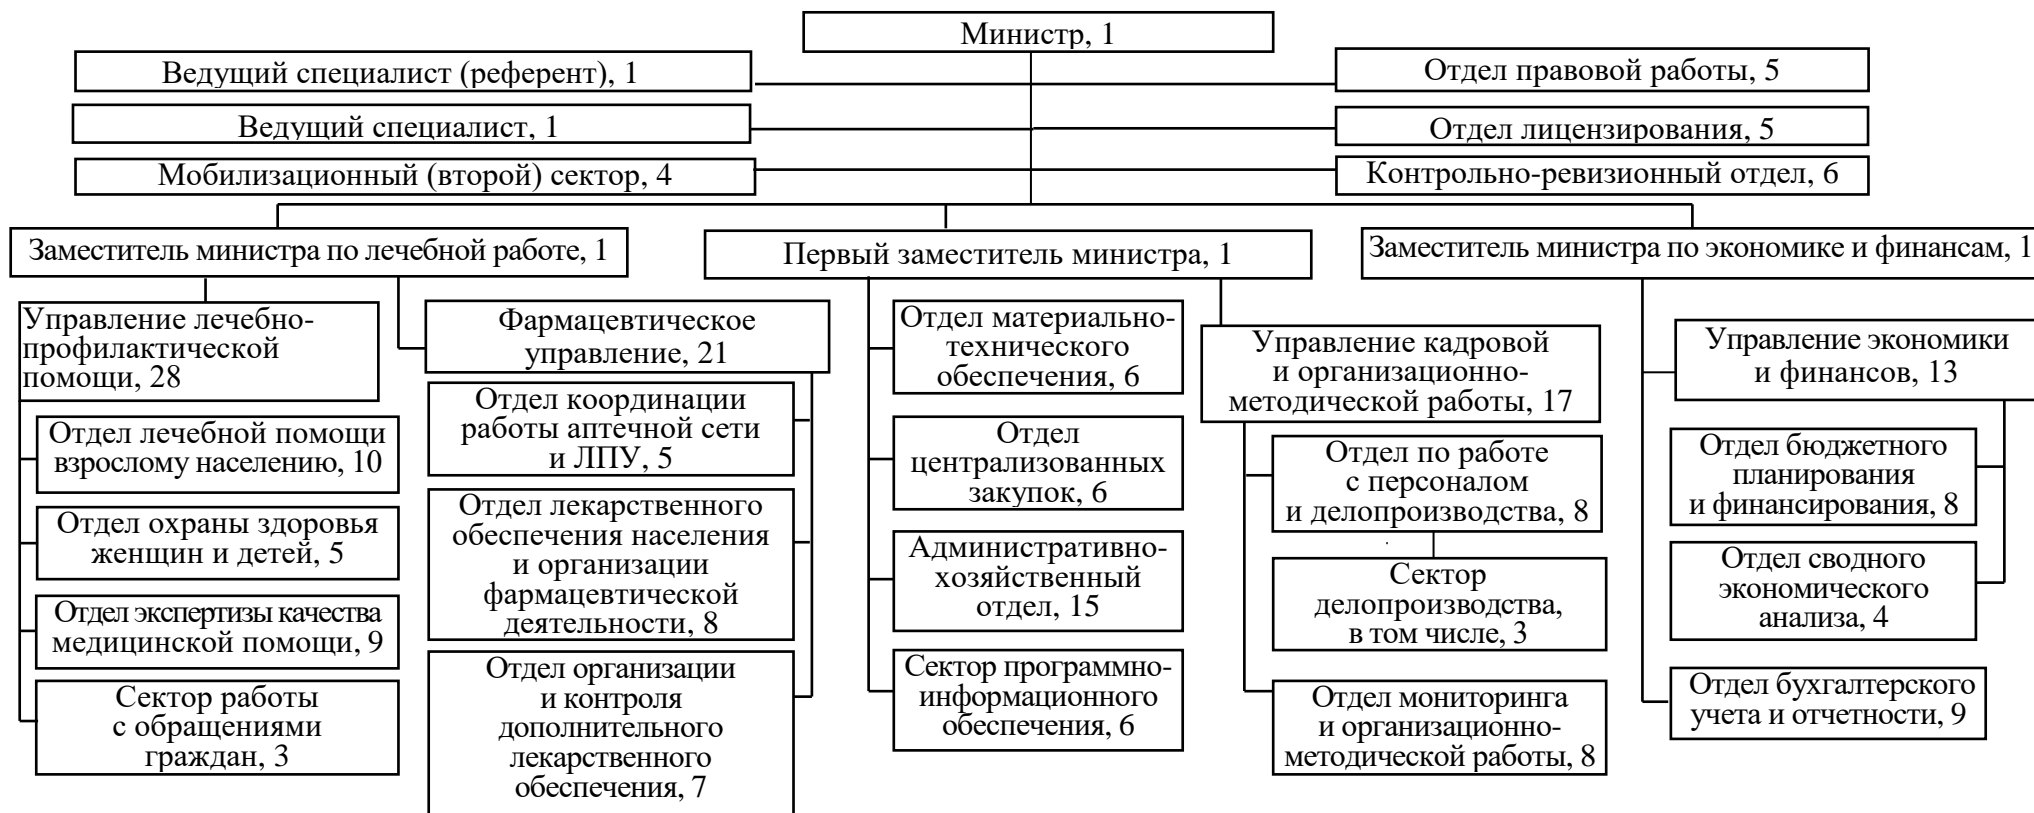 Министр, 1
Ведущий специалист (референт), 1
Отдел правовой работы, 5
Ведущий специалист, 1
Отдел лицензирования, 5
Мобилизационный (второй) сектор, 4
Контрольно-ревизионный отдел, 6
Заместитель министра по лечебной работе, 1
Первый заместитель министра, 1
Заместитель министра по экономике и финансам, 1
Управление лечебно-
профилактической
помощи, 28
Отдел лечебной помощи
взрослому населению, 10
Отдел охраны здоровья
женщин и детей, 5
Отдел экспертизы качества
медицинской помощи, 9
Сектор работы
с обращениями
граждан, 3
Фармацевтическое
управление, 21
Отдел координации
работы аптечной сети
и ЛПУ, 5
Отдел лекарственного
обеспечения населения
и организации
фармацевтической
деятельности, 8
Отдел организации
и контроля
дополнительного
лекарственного
обеспечения, 7
Отдел материально-
технического
обеспечения, 6
Отдел
централизованных
закупок, 6
Административно-
хозяйственный
отдел, 15
Сектор программно-
информационного
обеспечения, 6
Управление кадровой
и организационно-
методической работы, 17
Отдел по работе
с персоналом
и делопроизводства, 8
Сектор
делопроизводства,
в том числе, 3
Отдел мониторинга
и организационно-
методической работы, 8
Управление экономики
и финансов, 13
Отдел бюджетного
планирования
и финансирования, 8
Отдел сводного
экономического
анализа, 4
Отдел бухгалтерского
учета и отчетности, 9